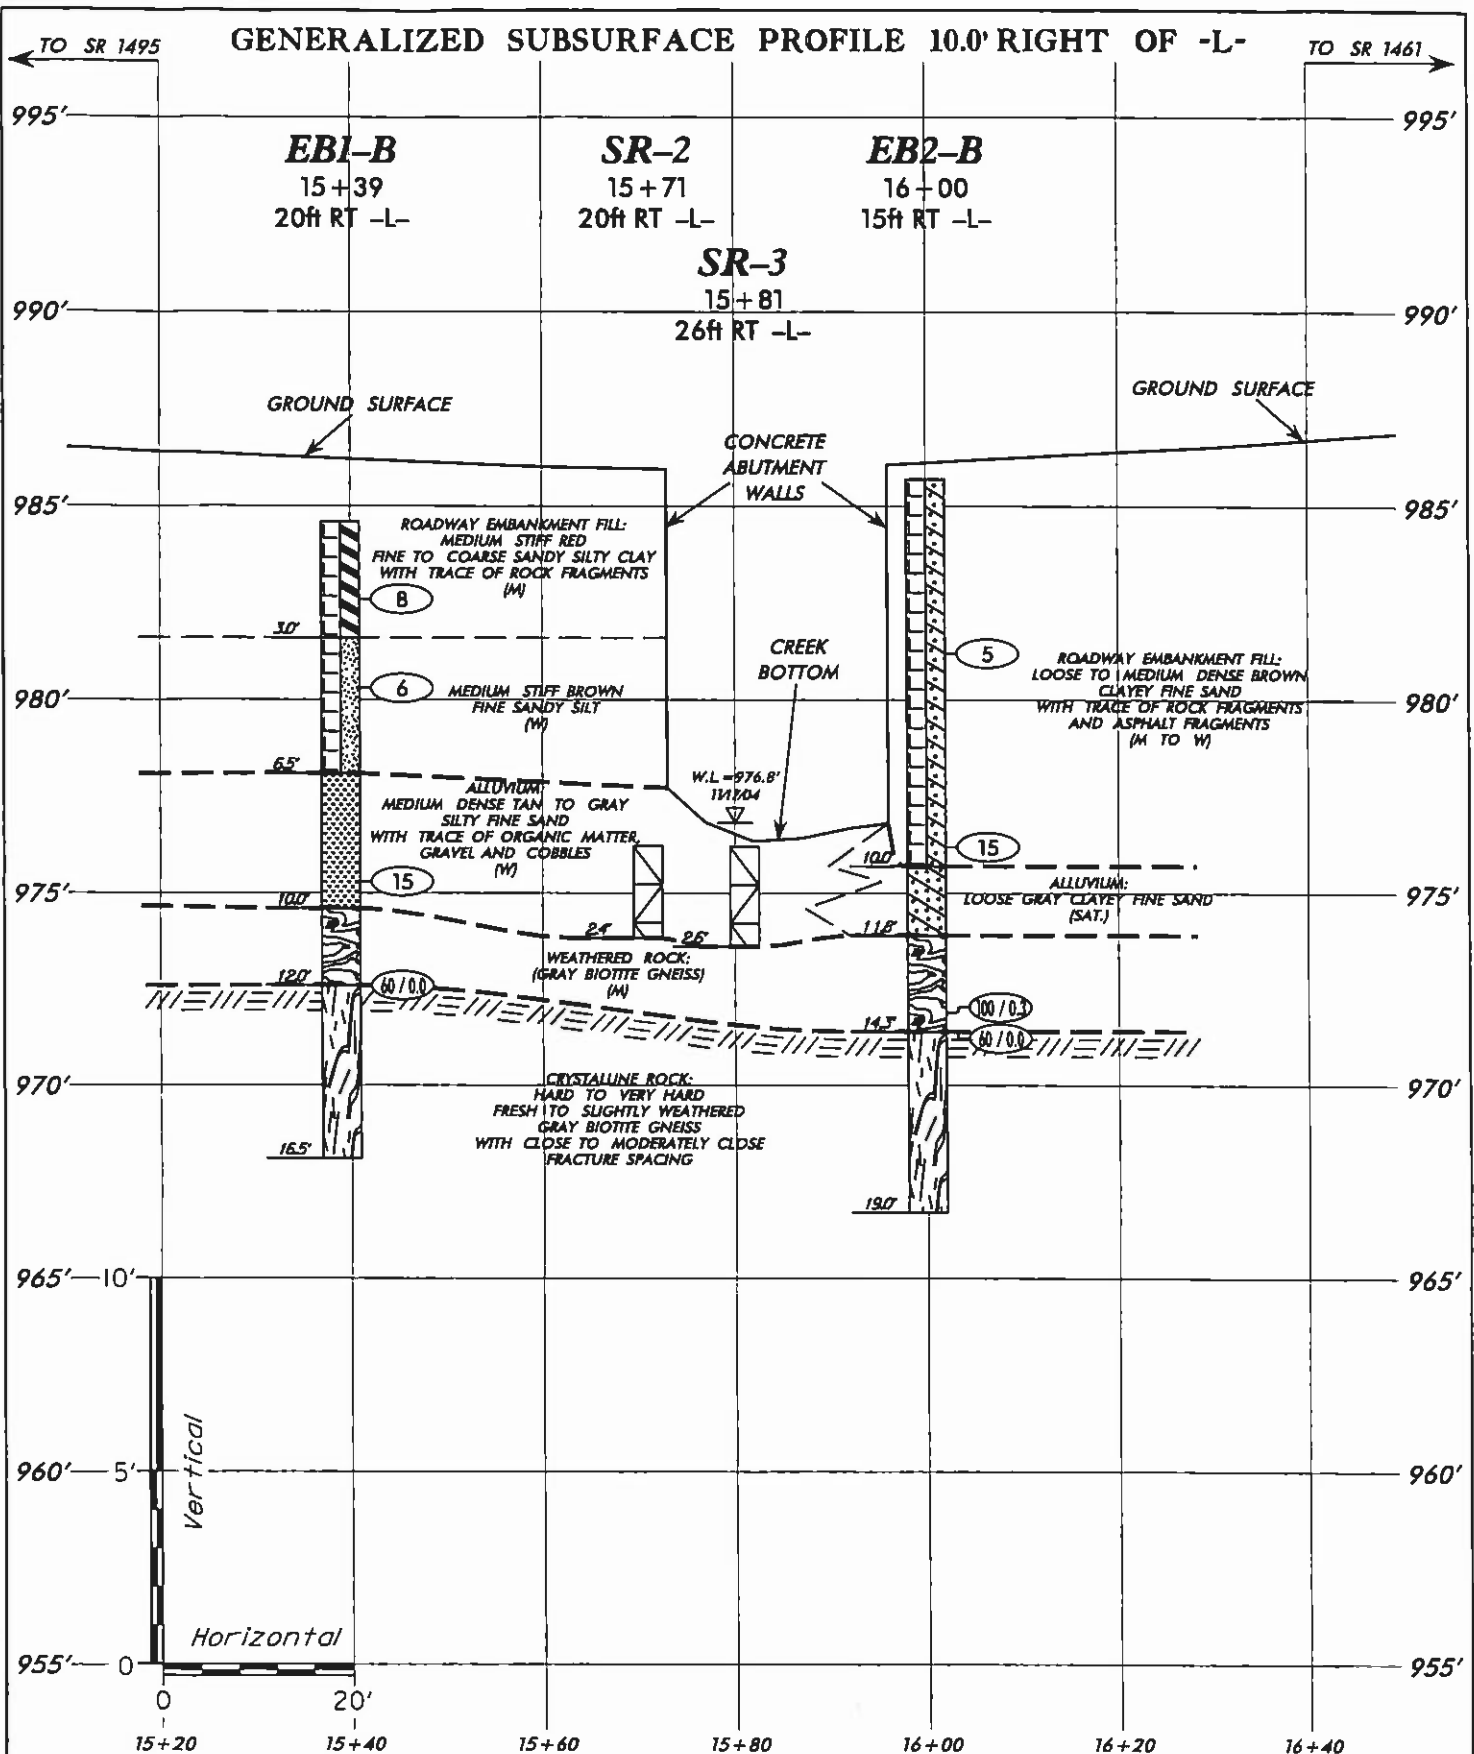 GENERALIZED SUBSURFACE PROFILE 10.0' RIGHT OF -L-
TO SR 1495
TO SR 1461
995'
995'
EB1-B
15+39
20ft RT -L-
SR-2
15+71
20ft RT -L-
EB2-B
16+00
15ft RT -L-
SR-3
15+81
26ft RT -L-
990'
990'
GROUND SURFACE
GROUND SURFACE
CONCRETE
ABUTMENT
WALLS
985'
985'
ROADWAY EMBANKMENT FILL:
MEDIUM STIFF RED
FINE TO COARSE SANDY SILTY CLAY
WITH TRACE OF ROCK FRAGMENTS
(M)
8
3.0'
6
MEDIUM STIFF BROWN
FINE SANDY SILT
(W)
CREEK
BOTTOM
5
ROADWAY EMBANKMENT FILL:
LOOSE TO MEDIUM DENSE BROWN
CLAYEY FINE SAND
WITH TRACE OF ROCK FRAGMENTS
AND ASPHALT FRAGMENTS
(M TO W)
980'
980'
6.5'
ALLUVIUM:
MEDIUM DENSE TAN TO GRAY
SILTY FINE SAND
WITH TRACE OF ORGANIC MATTER,
GRAVEL AND COBBLES
(W)
W.L.=976.8'
11/17/04
15
15
10.0'
975'
975'
ALLUVIUM:
LOOSE GRAY CLAYEY FINE SAND
(SAT.)
10.0'
2.4'
2.6'
11.8'
WEATHERED ROCK:
(GRAY BIOTITE GNEISS)
(M)
12.0'
60 / 0.0
100 / 0.3
14.3'
60 / 0.0
970'
970'
CRYSTALLINE ROCK:
HARD TO VERY HARD
FRESH TO SLIGHTLY WEATHERED
GRAY BIOTITE GNEISS
WITH CLOSE TO MODERATELY CLOSE
FRACTURE SPACING
16.5'
19.0'
965'
10'
965'
Vertical
960'
5'
960'
Horizontal
955'
0
955'
0
20'
15+20
15+40
15+60
15+80
16+00
16+20
16+40